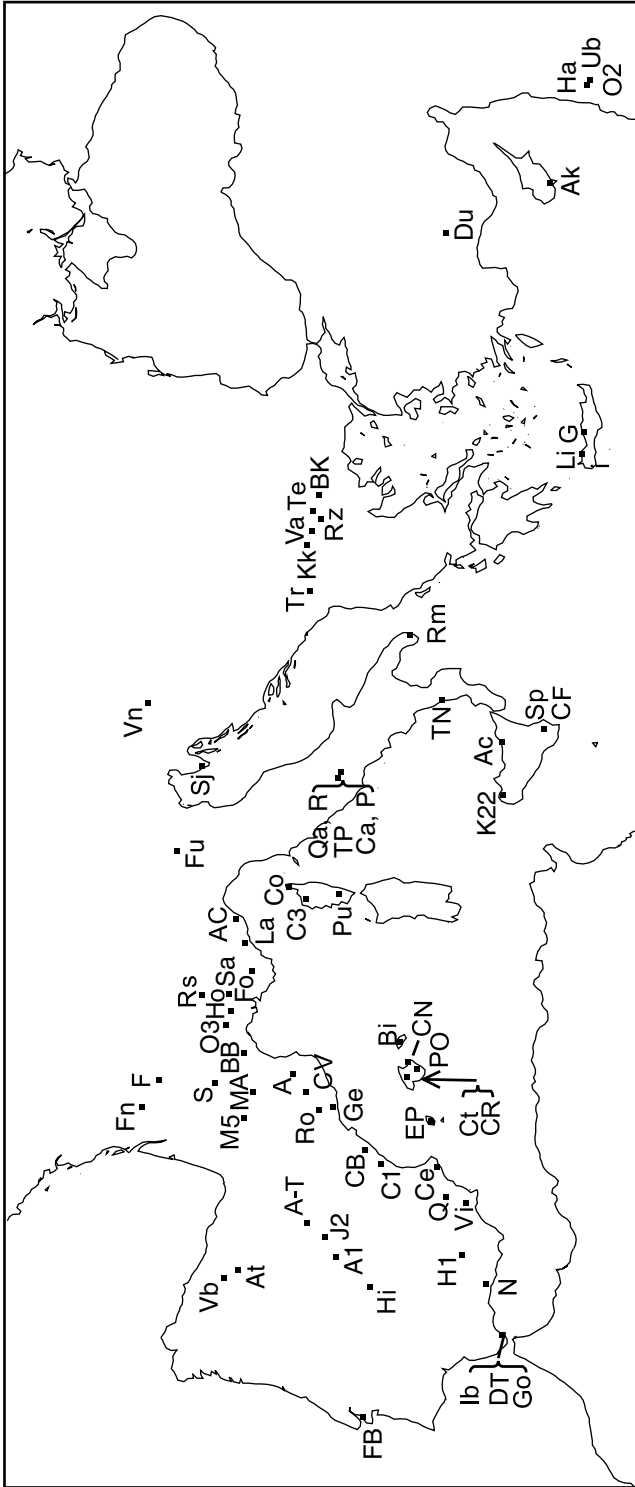 Vb
At
Fn
F
S
M5
MA
BB
O3
Ho
Rs
Sa
Fo
La
AC
Fu
Vn
Sj
A
CV
Ro
Ge
CB
C1
Ce
Q
Vi
H1
N
A-T
J2
A1
Hi
FB
Ib
DT
Go
EP
Bi
CN
PO
Ct
CR
Co
C3
Pu
Qa, R
TP
Ca, P
Rm
TN
Ac
K22
Sp
CF
Tr
Kk
Va
Te
Rz
BK
Li
G
I
Du
Ak
Ha
Ub
O2